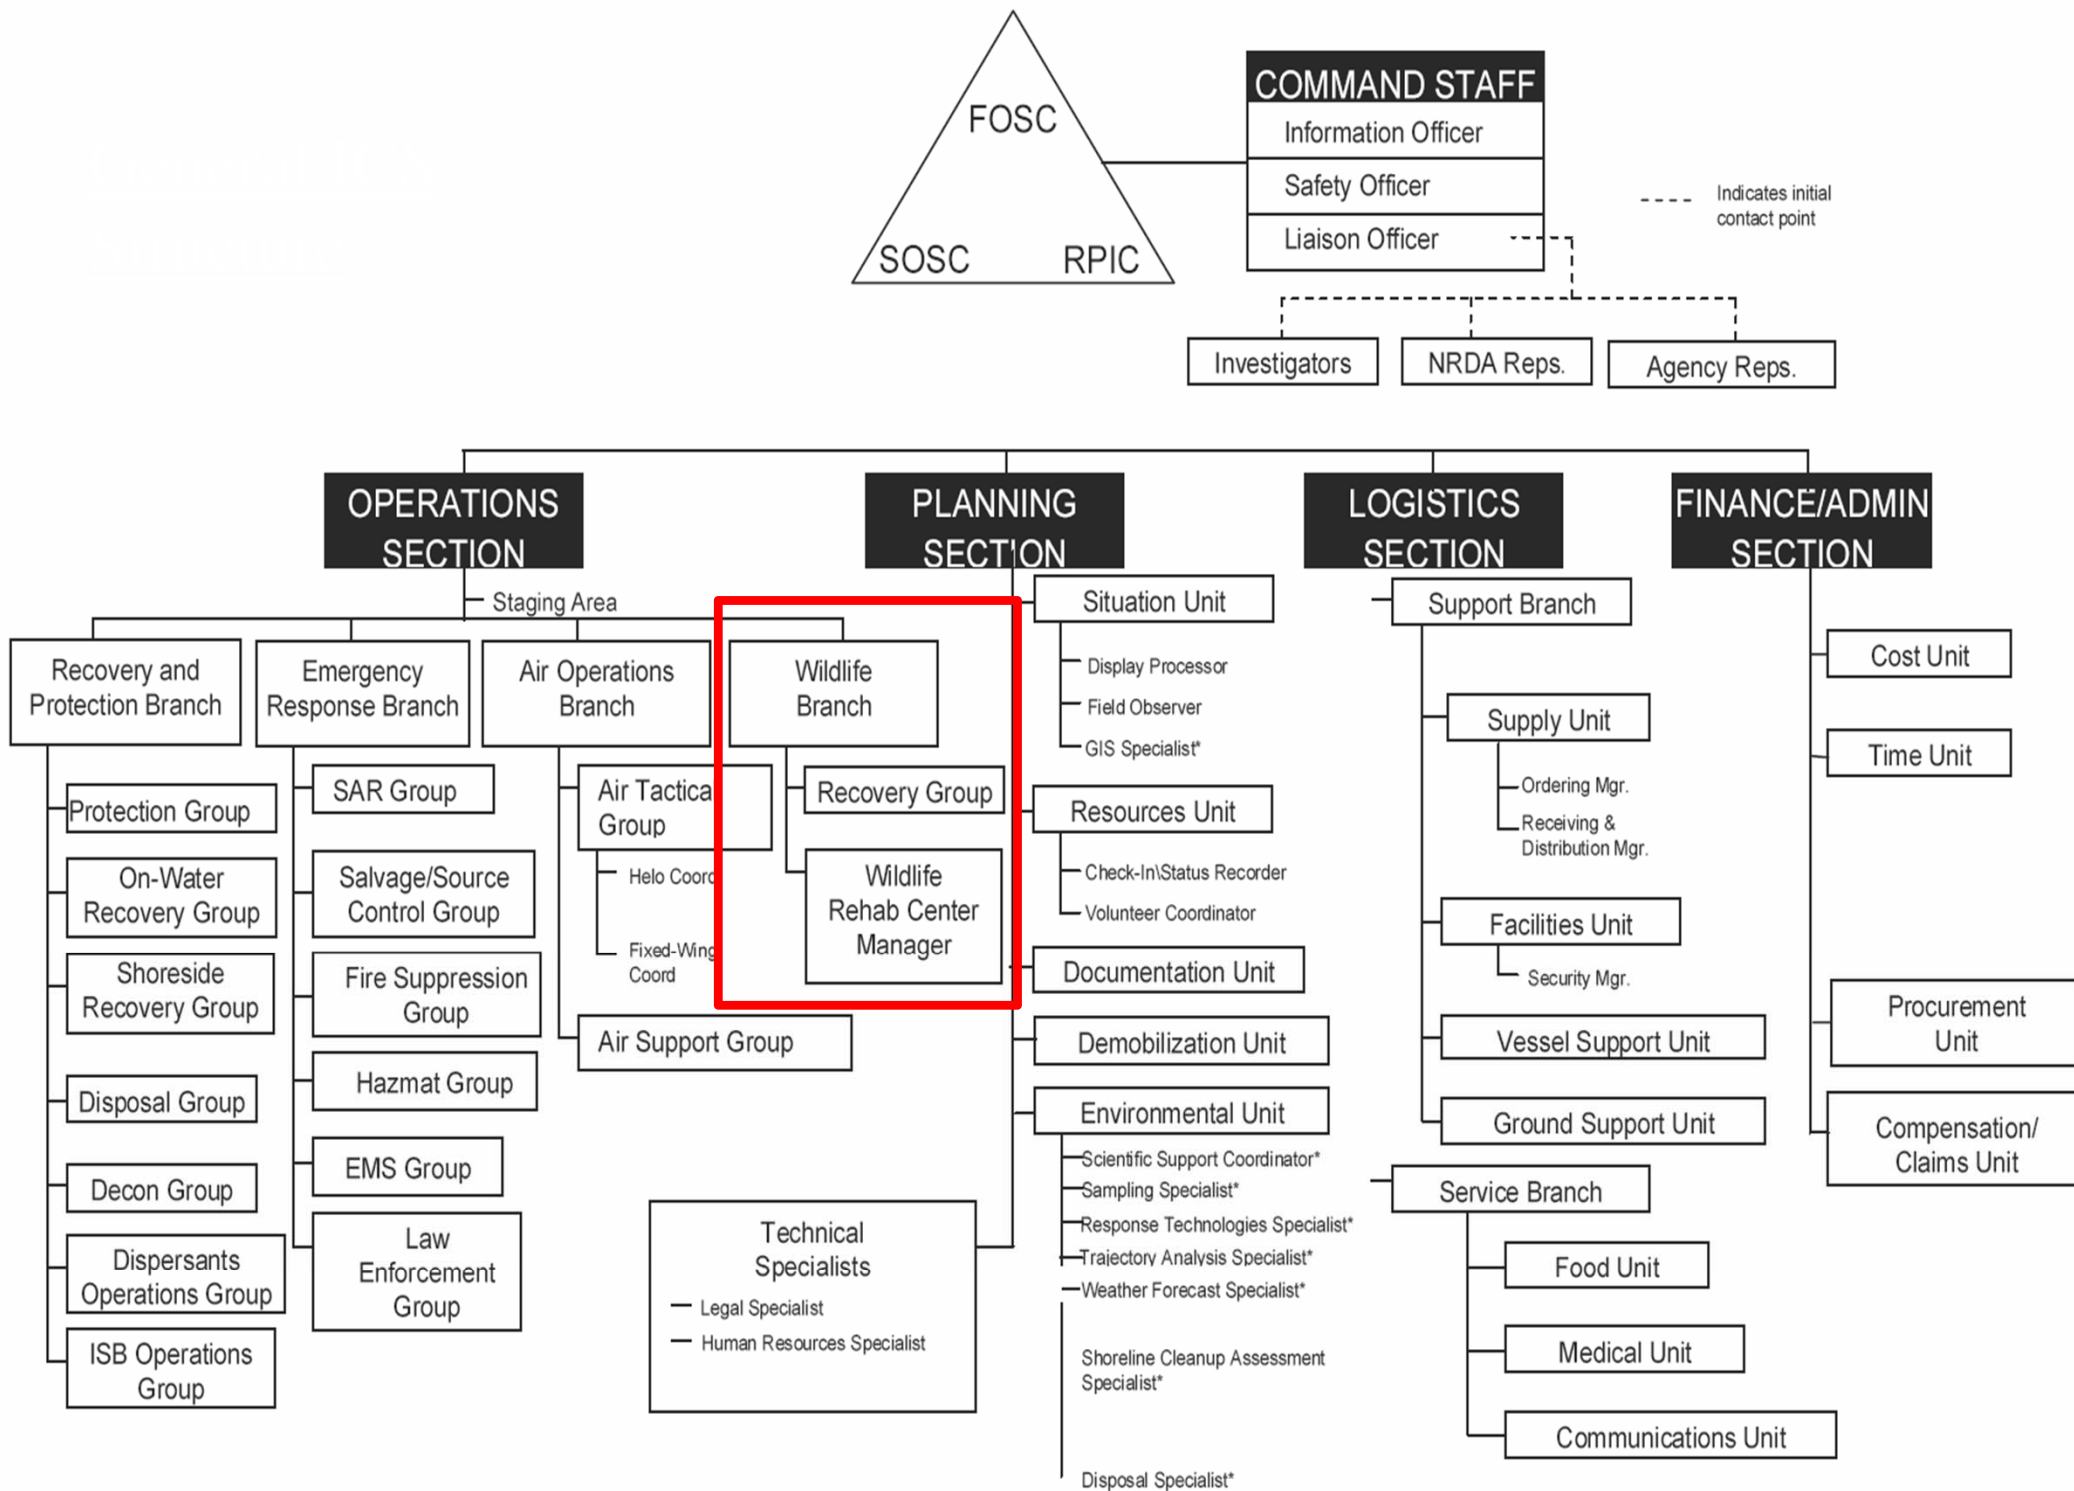 FOSC
SOSC
RPIC
COMMAND STAFF
Information Officer
Safety Officer
Liaison Officer
Indicates initial
contact point
Investigators
NRDA Reps.
Agency Reps.
OPERATIONS
SECTION
Staging Area
Recovery and
Protection Branch
Protection Group
On-Water
Recovery Group
Shoreside
Recovery Group
Disposal Group
Decon Group
Dispersants
Operations Group
ISB Operations
Group
Emergency
Response Branch
SAR Group
Salvage/Source
Control Group
Fire Suppression
Group
Hazmat Group
EMS Group
Law
Enforcement
Group
Air Operations
Branch
Air Tactica
Group
Helo Coord
Fixed-Wing
Coord
Air Support Group
Wildlife
Branch
Recovery Group
Wildlife
Rehab Center
Manager
PLANNING
SECTION
Situation Unit
Display Processor
Field Observer
GIS Specialist*
Resources Unit
Check-In\Status Recorder
Volunteer Coordinator
Documentation Unit
Demobilization Unit
Environmental Unit
Scientific Support Coordinator*
Sampling Specialist*
Response Technologies Specialist*
Trajectory Analysis Specialist*
Weather Forecast Specialist*
Shoreline Cleanup Assessment
Specialist*
Disposal Specialist*
Technical
Specialists
Legal Specialist
Human Resources Specialist
LOGISTICS
SECTION
Support Branch
Supply Unit
Ordering Mgr.
Receiving &
Distribution Mgr.
Facilities Unit
Security Mgr.
Vessel Support Unit
Ground Support Unit
Service Branch
Food Unit
Medical Unit
Communications Unit
FINANCE/ADMIN
SECTION
Cost Unit
Time Unit
Procurement
Unit
Compensation/
Claims Unit